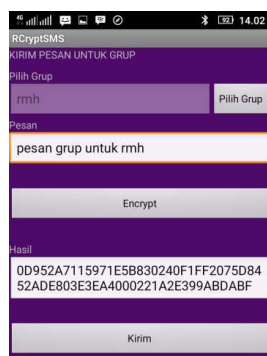 92 14.02
RCryptSMS
KIRIM PESAN UNTUK GRUP
Pilih Grup
rmh Pilih Grup
Pesan
pesan grup untuk rmh
Encrypt
Hasil
0D952A7115971E5B830240F1FF2075D84
52ADE803E3EA4000221A2E399ABDABF
Kirim